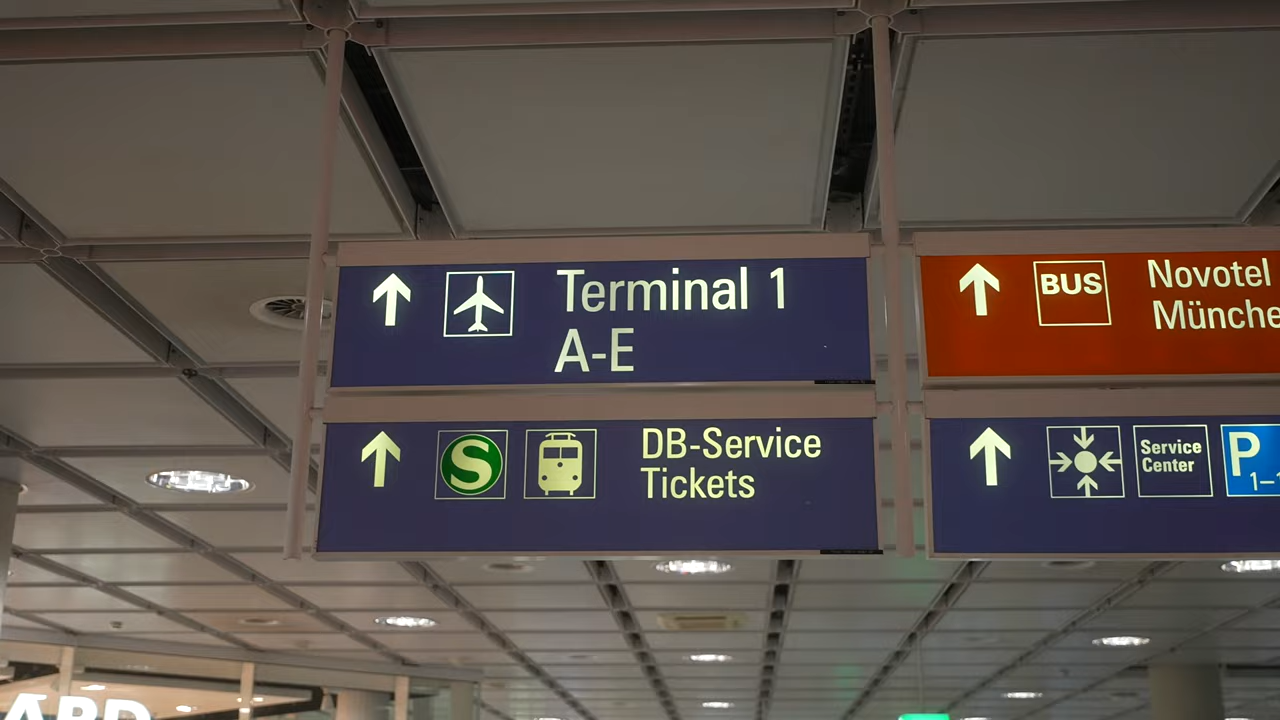 Terminal 1
A-E
BUS
Novotel
Münche
S
DB-Service
Tickets
Service
Center
P